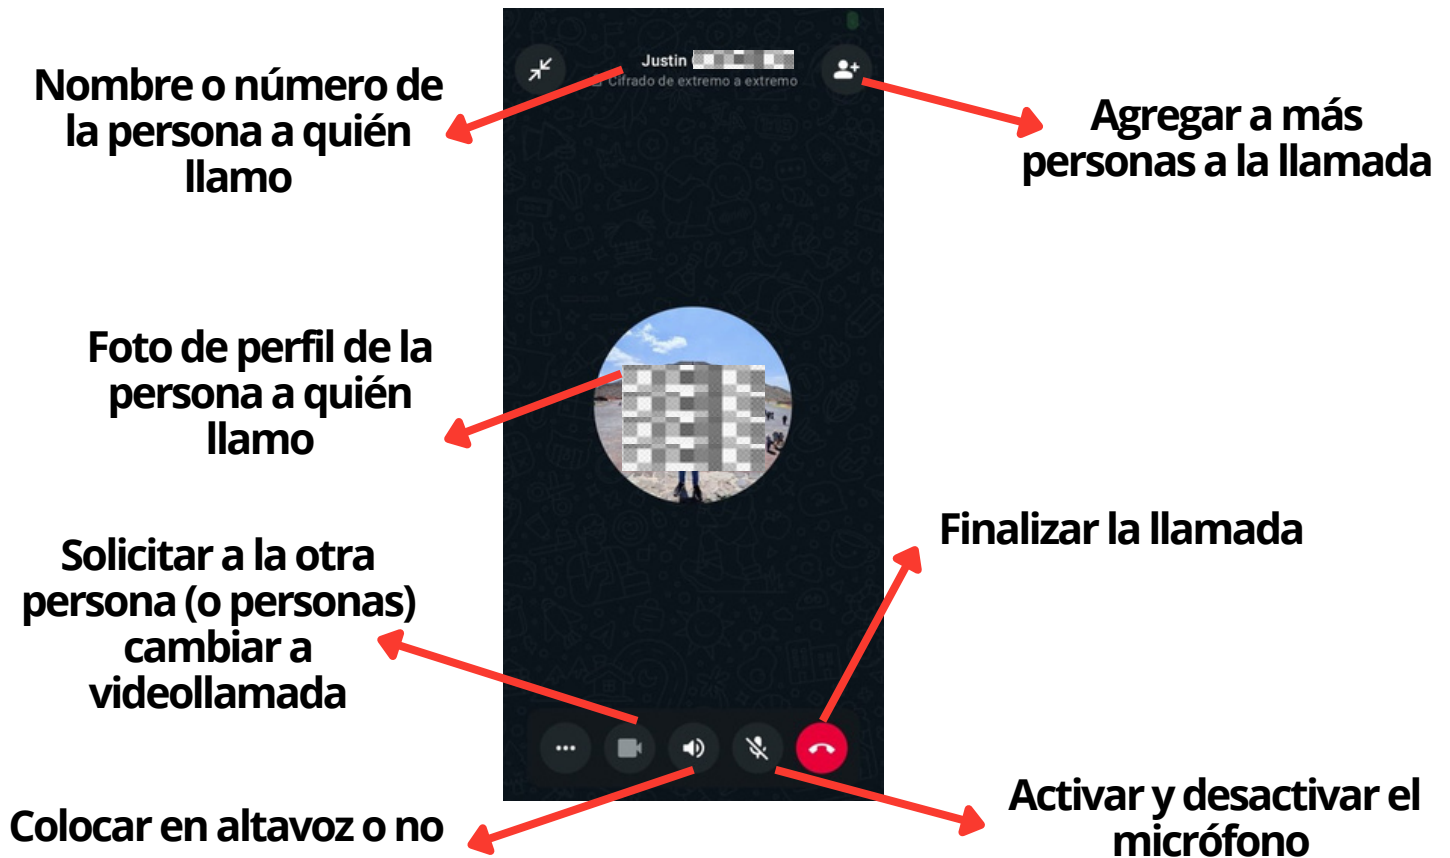 Nombre o número de
la persona a quién
llamo
Justin
Cifrado de extremo a extremo
Agregar a más
personas a la llamada
Foto de perfil de la
persona a quién
llamo
Solicitar a la otra
persona (o personas)
cambiar a
videollamada
Finalizar la llamada
Colocar en altavoz o no
Activar y desactivar el
micrófono